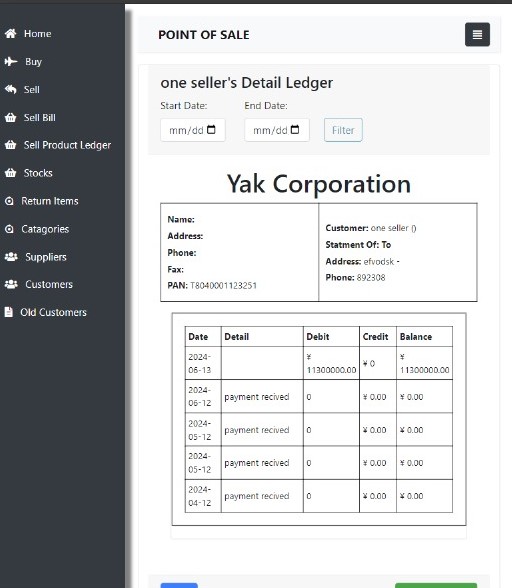 Home
Buy
Sell
Sell Bill
Sell Product Ledger
Stocks
Return Items
Catagories
Suppliers
Customers
Old Customers
POINT OF SALE
one seller's Detail Ledger
Start Date: End Date:
mm/dd mm/dd Filter
Yak Corporation
Name:
Address:
Phone:
Fax:
PAN: T8040001123251
Customer: one seller ()
Statment Of: To
Address: efvodsk -
Phone: 892308
Date Detail Debit Credit Balance
2024-06-13 ¥ 11300000.00 ¥ 0 ¥ 11300000.00
2024-06-12 payment recived 0 ¥ 0.00 ¥ 0.00
2024-05-12 payment recived 0 ¥ 0.00 ¥ 0.00
2024-05-12 payment recived 0 ¥ 0.00 ¥ 0.00
2024-04-12 payment recived 0 ¥ 0.00 ¥ 0.00